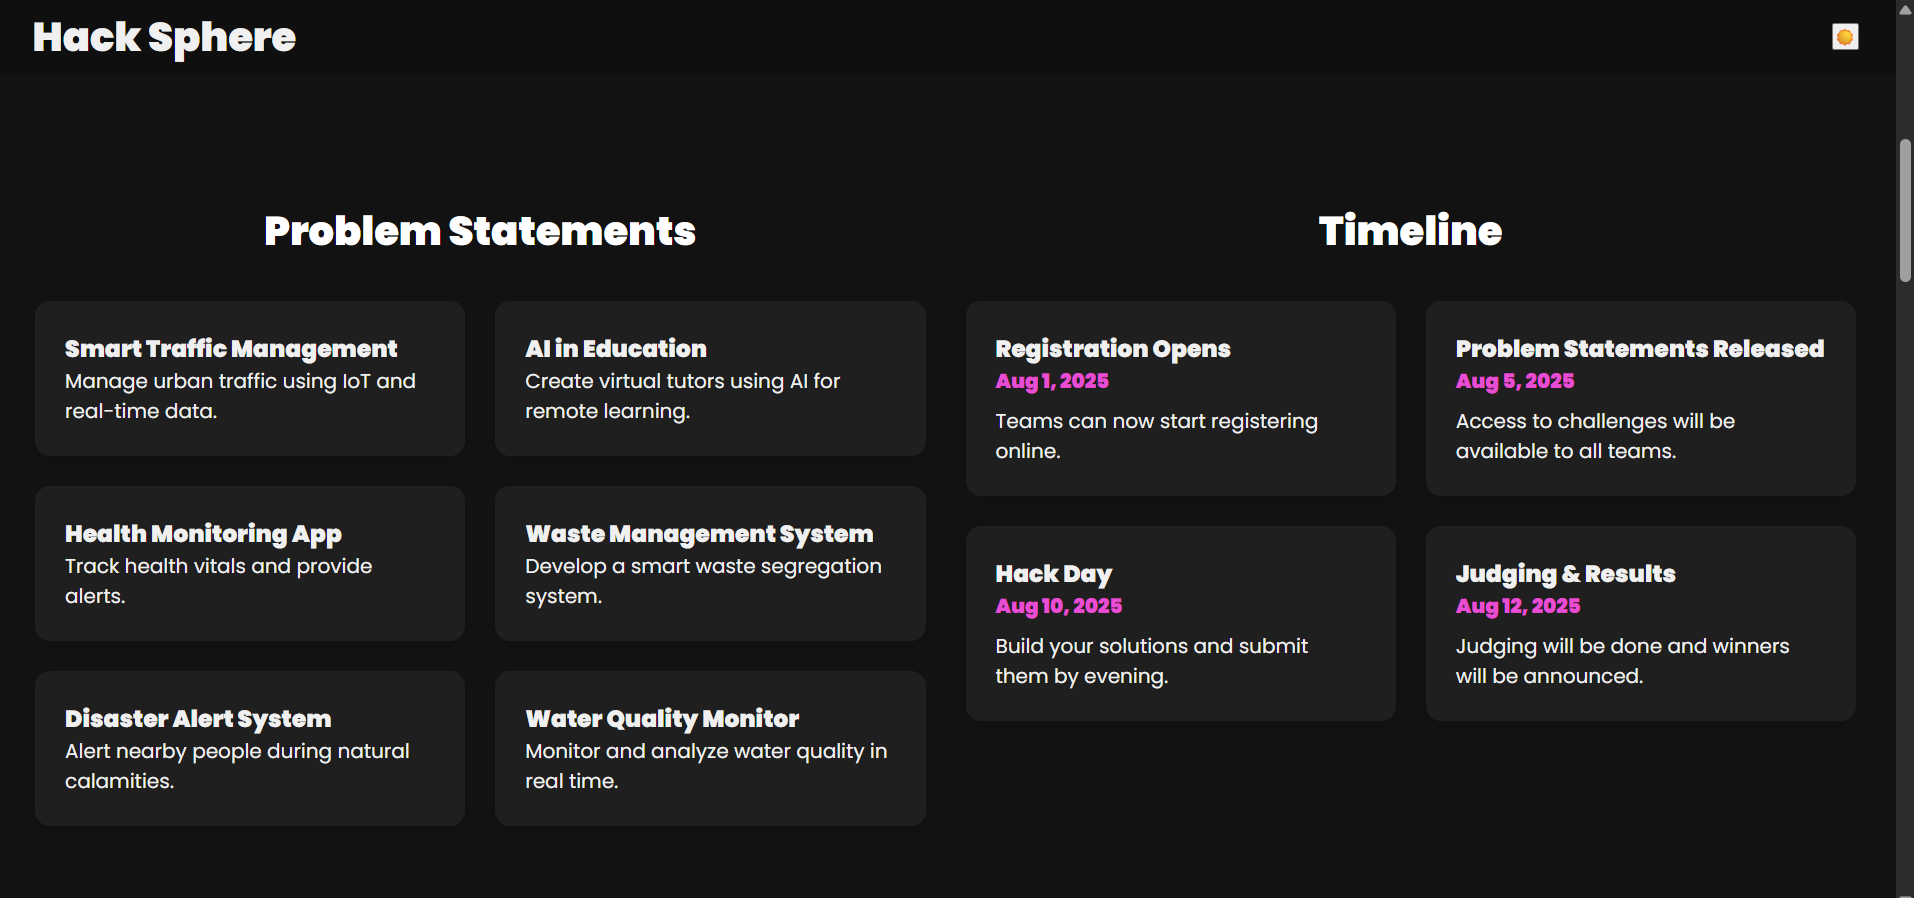 Hack Sphere
Problem Statements
Smart Traffic Management
Manage urban traffic using IoT and
real-time data.
AI in Education
Create virtual tutors using AI for
remote learning.
Health Monitoring App
Track health vitals and provide
alerts.
Waste Management System
Develop a smart waste segregation
system.
Disaster Alert System
Alert nearby people during natural
calamities.
Water Quality Monitor
Monitor and analyze water quality in
real time.
Timeline
Registration Opens
Aug 1, 2025
Teams can now start registering
online.
Problem Statements Released
Aug 5, 2025
Access to challenges will be
available to all teams.
Hack Day
Aug 10, 2025
Build your solutions and submit
them by evening.
Judging & Results
Aug 12, 2025
Judging will be done and winners
will be announced.